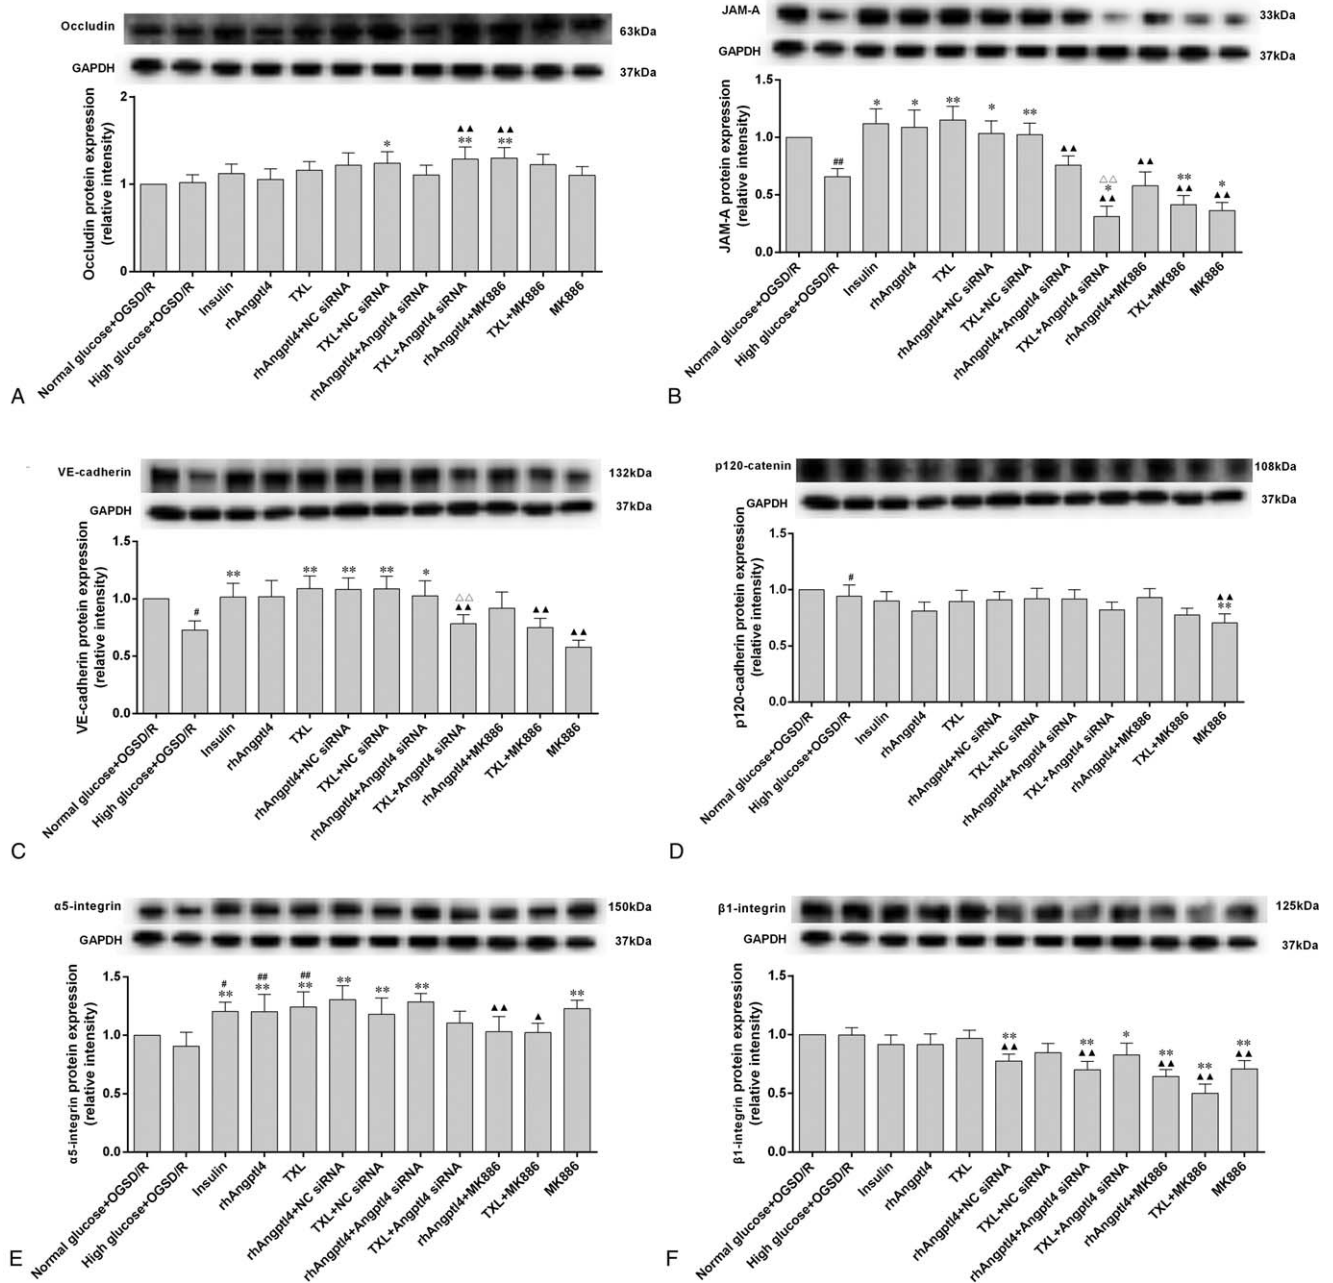 Occludin
63kDa
GAPDH
37kDa
Occludin protein expression
(relative intensity)
2
1
0
*
▲▲
**
▲▲
**
Normal glucose+OGSD/R
High glucose+OGSD/R
Insulin
rhAngptl4
TXL
rhAngptl4+NC siRNA
TXL+NC siRNA
rhAngptl4+Angptl4 siRNA
TXL+Angptl4 siRNA
rhAngptl4+MK886
TXL+MK886
MK886
A
JAM-A
33kDa
GAPDH
37kDa
JAM-A protein expression
(relative intensity)
1.5
1.0
0.5
0.0
##
*
*
**
*
**
▲▲
△△
*
▲▲
▲▲
**
▲▲
*
▲▲
Normal glucose+OGSD/R
High glucose+OGSD/R
Insulin
rhAngptl4
TXL
rhAngptl4+NC siRNA
TXL+NC siRNA
rhAngptl4+Angptl4 siRNA
TXL+Angptl4 siRNA
rhAngptl4+MK886
TXL+MK886
MK886
B
VE-cadherin
132kDa
GAPDH
37kDa
VE-cadherin protein expression
(relative intensity)
1.5
1.0
0.5
0.0
#
**
**
**
**
*
△△
▲▲
▲▲
▲▲
Normal glucose+OGSD/R
High glucose+OGSD/R
Insulin
rhAngptl4
TXL
rhAngptl4+NC siRNA
TXL+NC siRNA
rhAngptl4+Angptl4 siRNA
TXL+Angptl4 siRNA
rhAngptl4+MK886
TXL+MK886
MK886
C
p120-catenin
108kDa
GAPDH
37kDa
p120-cadherin protein expression
(relative intensity)
1.5
1.0
0.5
0.0
#
▲▲
**
Normal glucose+OGSD/R
High glucose+OGSD/R
Insulin
rhAngptl4
TXL
rhAngptl4+NC siRNA
TXL+NC siRNA
rhAngptl4+Angptl4 siRNA
TXL+Angptl4 siRNA
rhAngptl4+MK886
TXL+MK886
MK886
D
α5-integrin
150kDa
GAPDH
37kDa
α5-integrin protein expression
(relative intensity)
1.5
1.0
0.5
0.0
#
**
##
**
##
**
**
**
**
▲▲
▲
**
Normal glucose+OGSD/R
High glucose+OGSD/R
Insulin
rhAngptl4
TXL
rhAngptl4+NC siRNA
TXL+NC siRNA
rhAngptl4+Angptl4 siRNA
TXL+Angptl4 siRNA
rhAngptl4+MK886
TXL+MK886
MK886
E
β1-integrin
125kDa
GAPDH
37kDa
β1-integrin protein expression
(relative intensity)
1.5
1.0
0.5
0.0
**
▲▲
**
▲▲
*
**
▲▲
**
▲▲
**
▲▲
Normal glucose+OGSD/R
High glucose+OGSD/R
Insulin
rhAngptl4
TXL
rhAngptl4+NC siRNA
TXL+NC siRNA
rhAngptl4+Angptl4 siRNA
TXL+Angptl4 siRNA
rhAngptl4+MK886
TXL+MK886
MK886
F